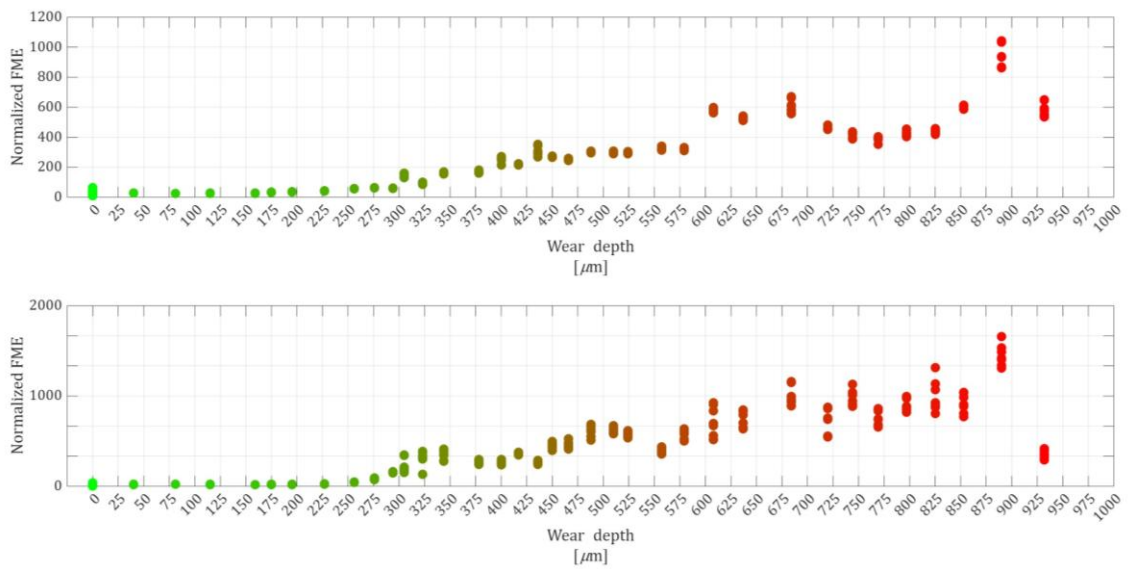 Normalized FME
1200
1000
800
600
400
200
0
0 25 50 75 100 125 150 175 200 225 250 275 300 325 350 375 400 425 450 475 500 525 550 575 600 625 650 675 700 725 750 775 800 825 850 875 900 925 950 975 1000
Wear depth
[μm]
Normalized FME
2000
1000
0
0 25 50 75 100 125 150 175 200 225 250 275 300 325 350 375 400 425 450 475 500 525 550 575 600 625 650 675 700 725 750 775 800 825 850 875 900 925 950 975 1000
Wear depth
[μm]